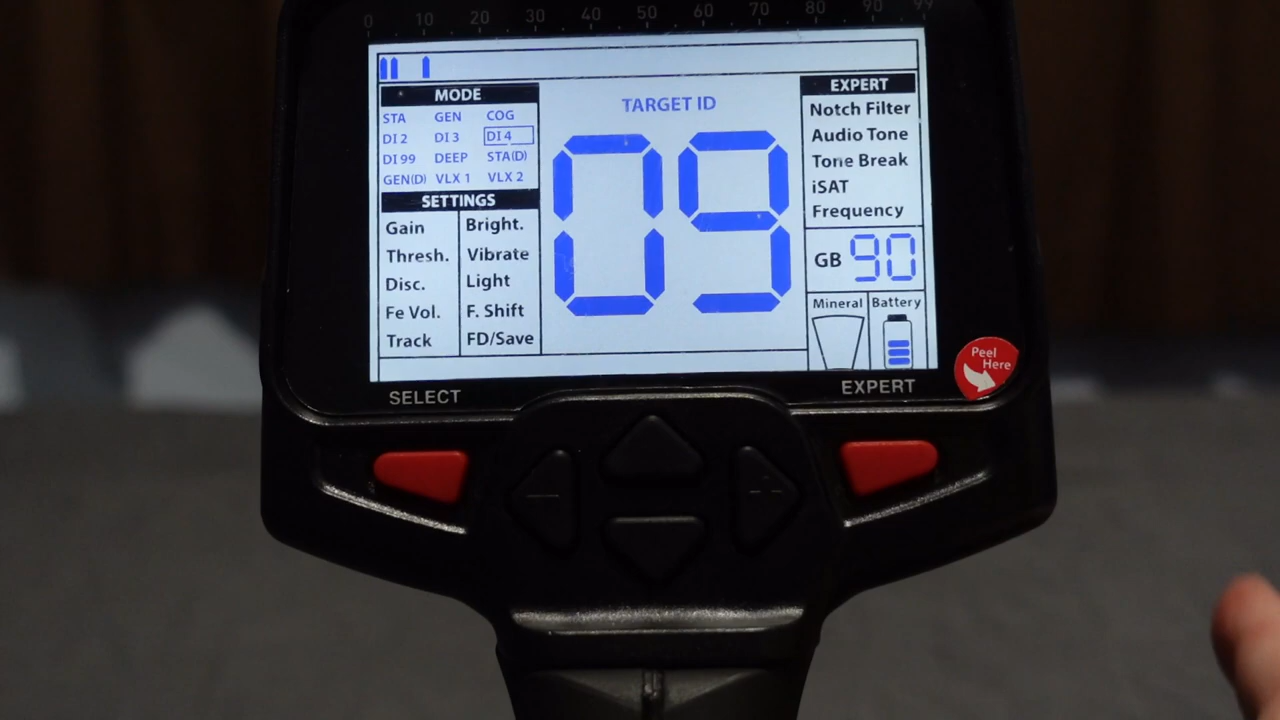 0 10 20 30 40 50 60 70 80 90 99
MODE
STA GEN COG
DI 2 DI 3 DI 4
DI 99 DEEP STA(D)
GEN(D) VLX 1 VLX 2
SETTINGS
Gain Bright.
Thresh. Vibrate
Disc. Light
Fe Vol. F. Shift
Track FD/Save
TARGET ID
09
EXPERT
Notch Filter
Audio Tone
Tone Break
iSAT
Frequency
GB 90
Mineral Battery
Peel
Here
SELECT EXPERT
− +